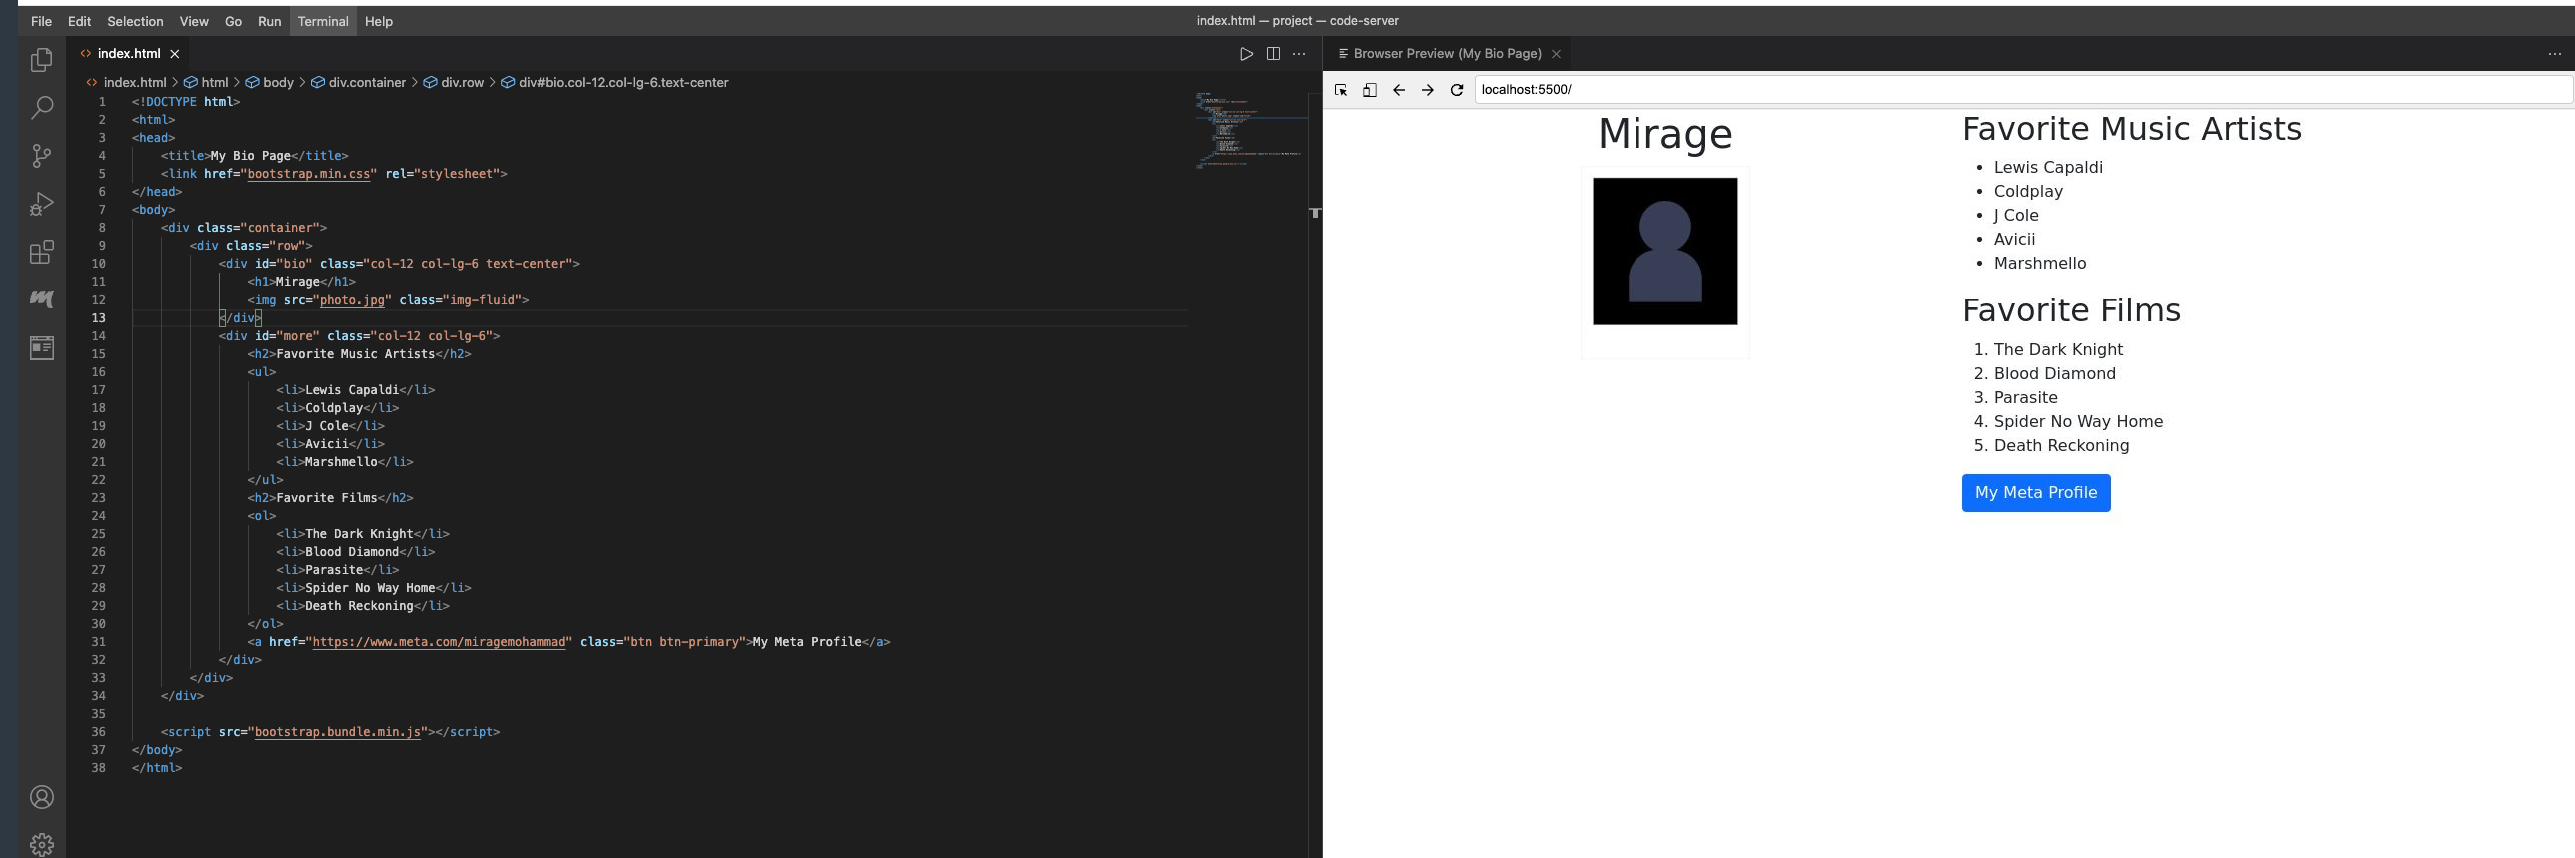 File Edit Selection View Go Run Terminal Help
index.html — project — code-server
index.html
index.html > html > body > div.container > div.row > div#bio.col-12.col-lg-6.text-center
1 <!DOCTYPE html>
2 <html>
3 <head>
4 <title>My Bio Page</title>
5 <link href="bootstrap.min.css" rel="stylesheet">
6 </head>
7 <body>
8 <div class="container">
9 <div class="row">
10 <div id="bio" class="col-12 col-lg-6 text-center">
11 <h1>Mirage</h1>
12 <img src="photo.jpg" class="img-fluid">
13 </div>
14 <div id="more" class="col-12 col-lg-6">
15 <h2>Favorite Music Artists</h2>
16 <ul>
17 <li>Lewis Capaldi</li>
18 <li>Coldplay</li>
19 <li>J Cole</li>
20 <li>Avicii</li>
21 <li>Marshmello</li>
22 </ul>
23 <h2>Favorite Films</h2>
24 <ol>
25 <li>The Dark Knight</li>
26 <li>Blood Diamond</li>
27 <li>Parasite</li>
28 <li>Spider No Way Home</li>
29 <li>Death Reckoning</li>
30 </ol>
31 <a href="https://www.meta.com/miragemohammad" class="btn btn-primary">My Meta Profile</a>
32 </div>
33 </div>
34 </div>
35
36 <script src="bootstrap.bundle.min.js"></script>
37 </body>
38 </html>
Browser Preview (My Bio Page)
localhost:5500/
Mirage
Favorite Music Artists
• Lewis Capaldi
• Coldplay
• J Cole
• Avicii
• Marshmello
Favorite Films
1. The Dark Knight
2. Blood Diamond
3. Parasite
4. Spider No Way Home
5. Death Reckoning
My Meta Profile